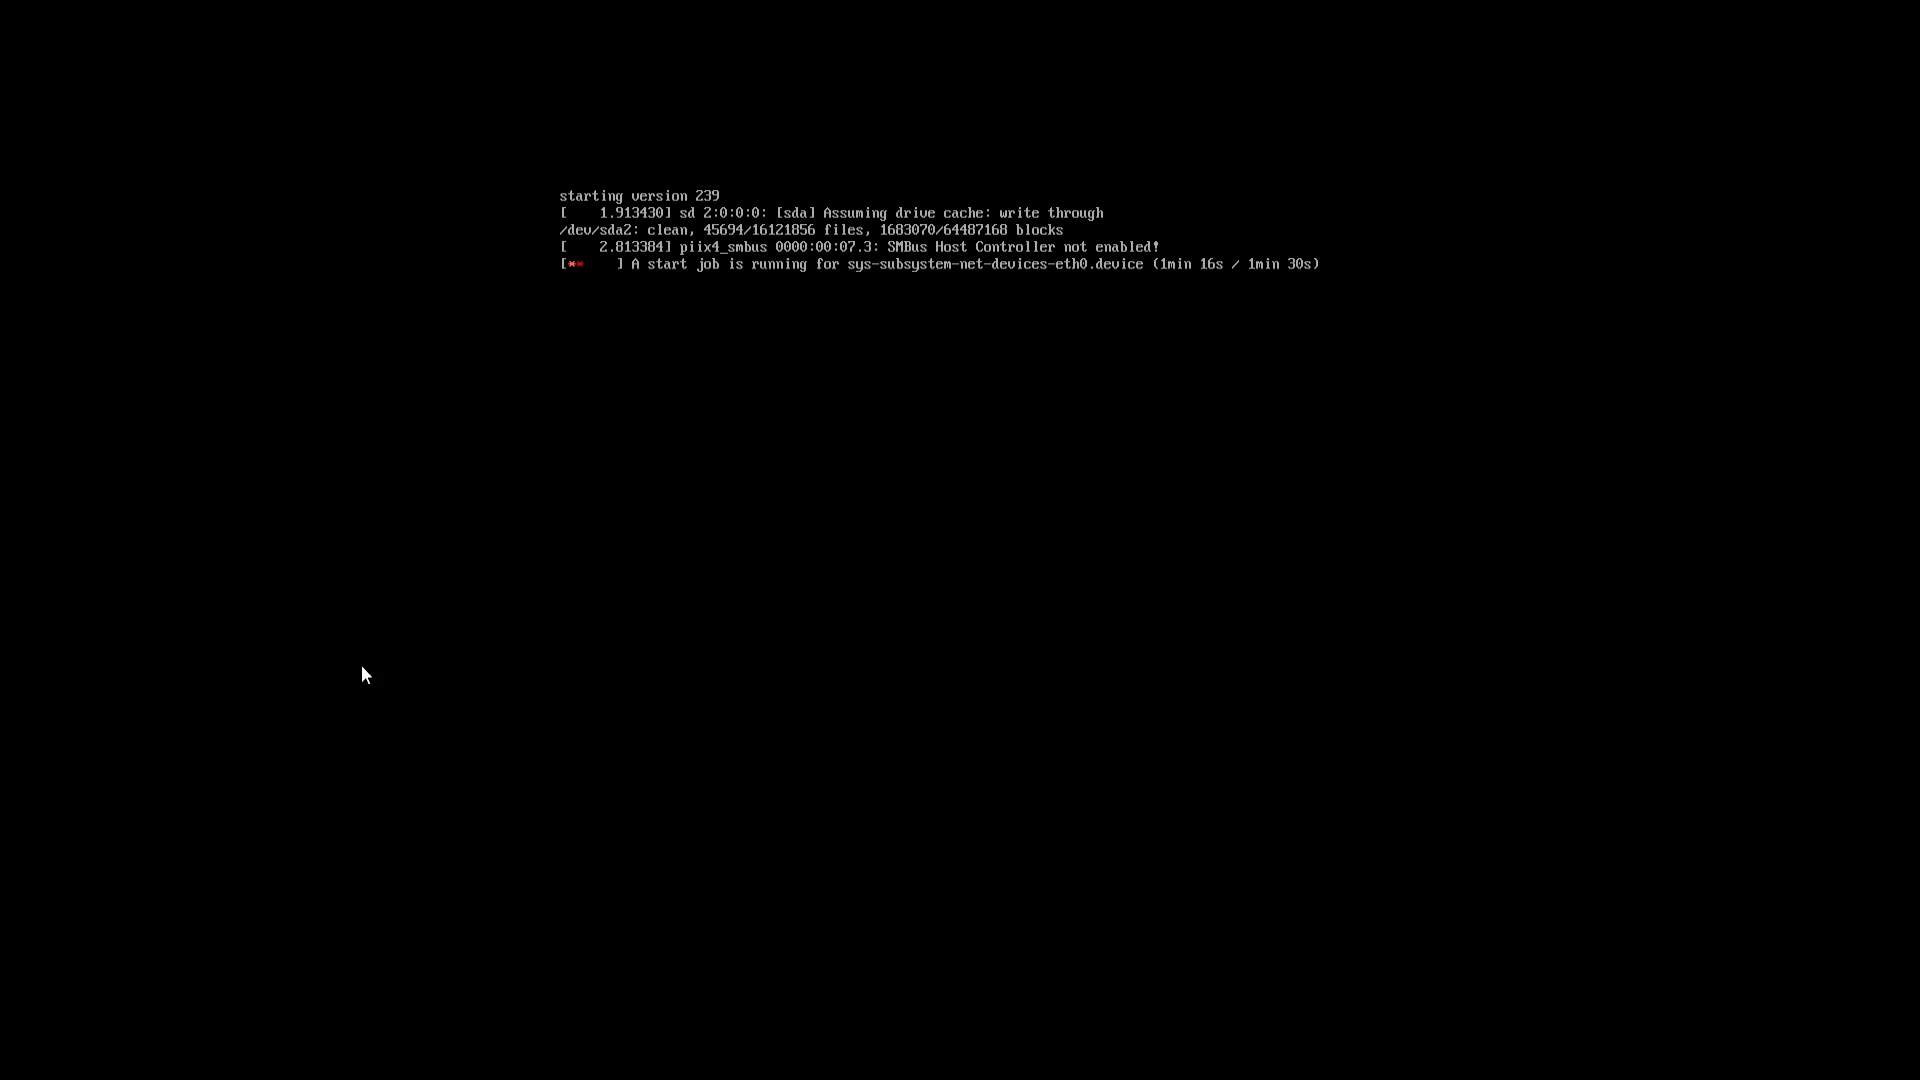 starting version 239
[    1.913430] sd 2:0:0:0: [sda] Assuming drive cache: write through
/dev/sda2: clean, 45694/16121856 files, 1683070/64487168 blocks
[    2.813384] piix4_smbus 0000:00:07.3: SMBus Host Controller not enabled!
[**    ] A start job is running for sys-subsystem-net-devices-eth0.device (1min 16s / 1min 30s)